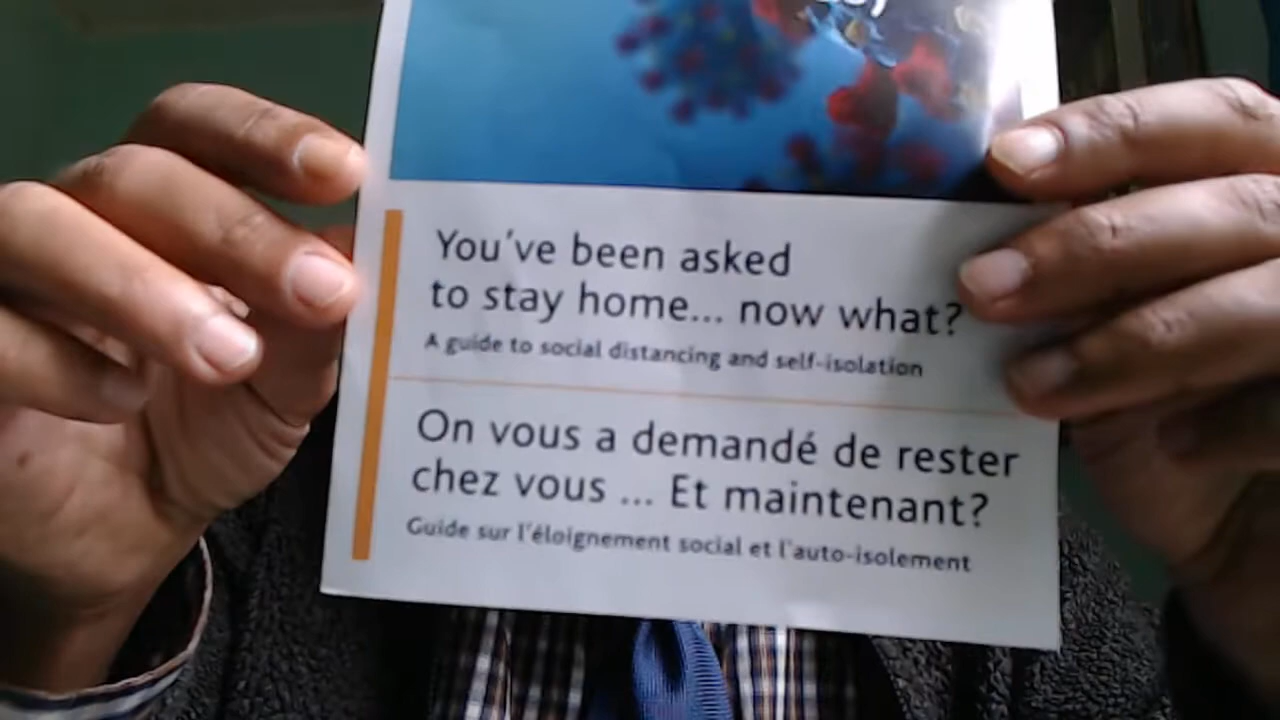 You've been asked
to stay home... now what?
A guide to social distancing and self-isolation
On vous a demandé de rester
chez vous ... Et maintenant?
Guide sur l'éloignement social et l'auto-isolement